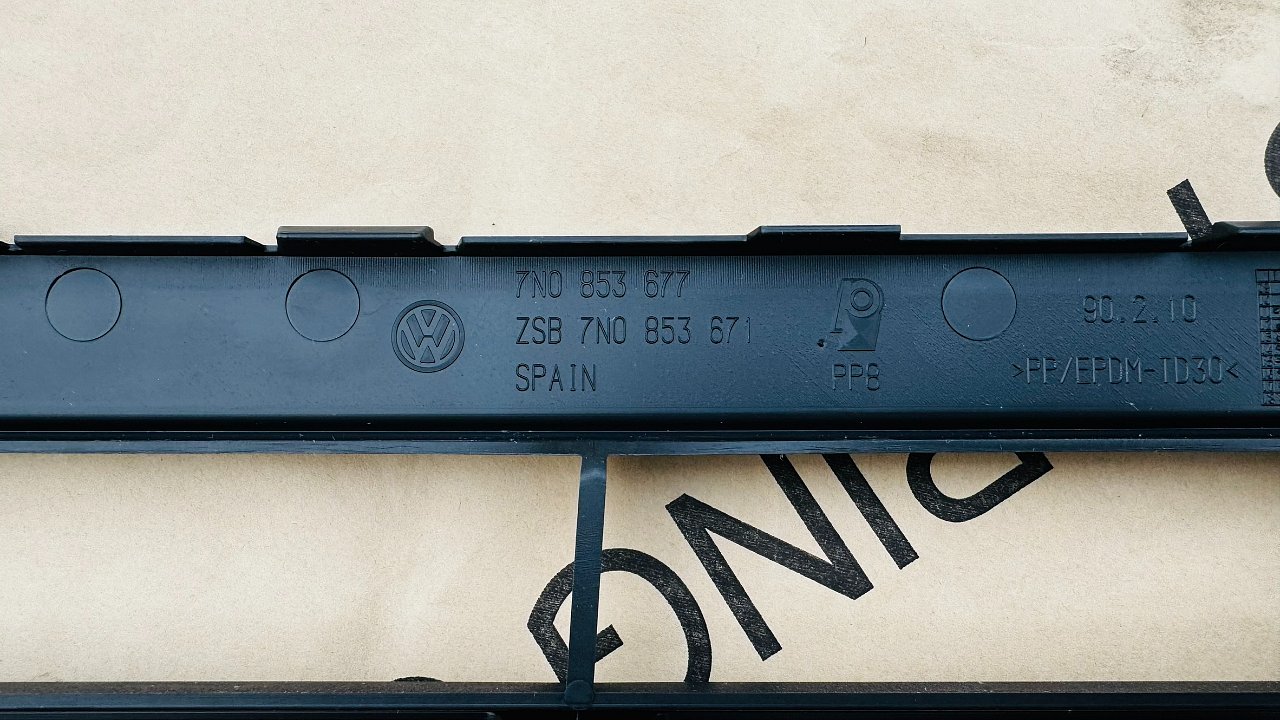 7N0 853 677
ZSB 7N0 853 671
SPAIN
PP8
90.2.10
>PP/EPDM-TD30<